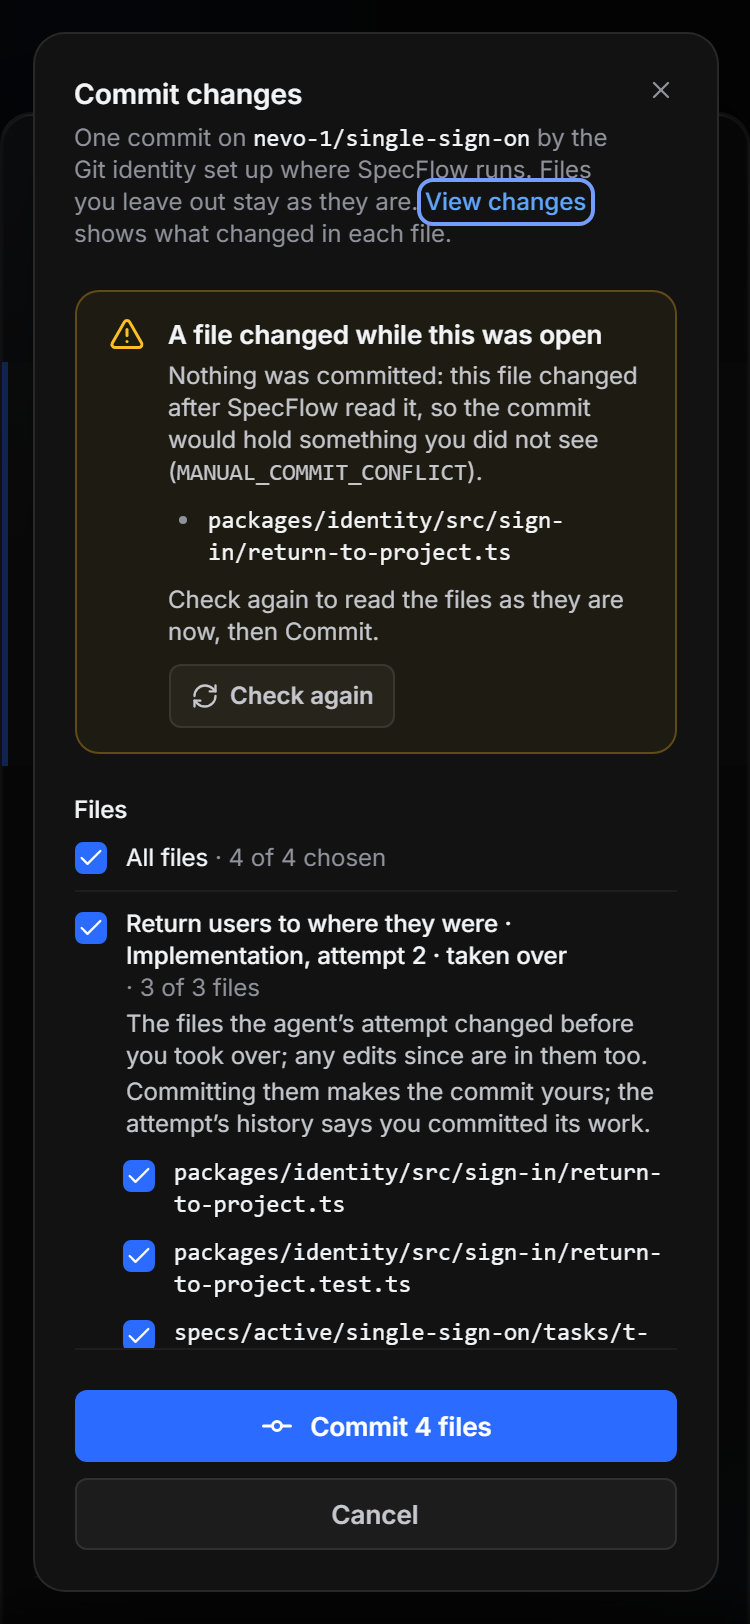 Commit changes
One commit on nevo-1/single-sign-on by the
Git identity set up where SpecFlow runs. Files
you leave out stay as they are. View changes
shows what changed in each file.
A file changed while this was open
Nothing was committed: this file changed
after SpecFlow read it, so the commit
would hold something you did not see
(MANUAL_COMMIT_CONFLICT).
• packages/identity/src/sign-
in/return-to-project.ts
Check again to read the files as they are
now, then Commit.
Check again
Files
All files · 4 of 4 chosen
Return users to where they were ·
Implementation, attempt 2 · taken over
· 3 of 3 files
The files the agent’s attempt changed before
you took over; any edits since are in them too.
Committing them makes the commit yours; the
attempt’s history says you committed its work.
packages/identity/src/sign-in/return-
to-project.ts
packages/identity/src/sign-in/return-
to-project.test.ts
specs/active/single-sign-on/tasks/t-
Commit 4 files
Cancel